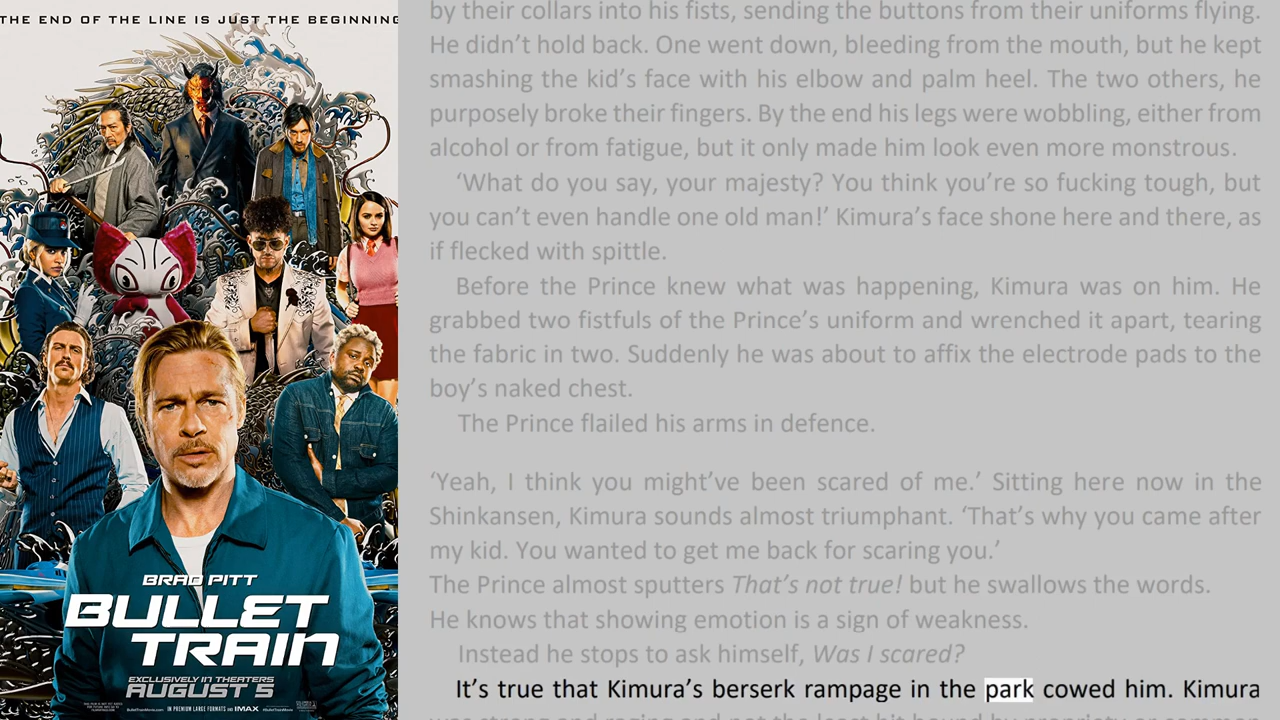 THE END OF THE LINE IS JUST THE BEGINNING
BRAD PITT
BULLET
TRAIN
EXCLUSIVELY IN THEATERS
AUGUST 5
BulletTrainMovie.com
IN PREMIUM LARGE FORMATS AND IMAX
#BulletTrainMovie
by their collars into his fists, sending the buttons from their uniforms flying.
He didn’t hold back. One went down, bleeding from the mouth, but he kept
smashing the kid’s face with his elbow and palm heel. The two others, he
purposely broke their fingers. By the end his legs were wobbling, either from
alcohol or from fatigue, but it only made him look even more monstrous.
‘What do you say, your majesty? You think you’re so fucking tough, but
you can’t even handle one old man!’ Kimura’s face shone here and there, as
if flecked with spittle.
Before the Prince knew what was happening, Kimura was on him. He
grabbed two fistfuls of the Prince’s uniform and wrenched it apart, tearing
the fabric in two. Suddenly he was about to affix the electrode pads to the
boy’s naked chest.
The Prince flailed his arms in defence.
‘Yeah, I think you might’ve been scared of me.’ Sitting here now in the
Shinkansen, Kimura sounds almost triumphant. ‘That’s why you came after
my kid. You wanted to get me back for scaring you.’
The Prince almost sputters That’s not true! but he swallows the words.
He knows that showing emotion is a sign of weakness.
Instead he stops to ask himself, Was I scared?
It’s true that Kimura’s berserk rampage in the park cowed him. Kimura